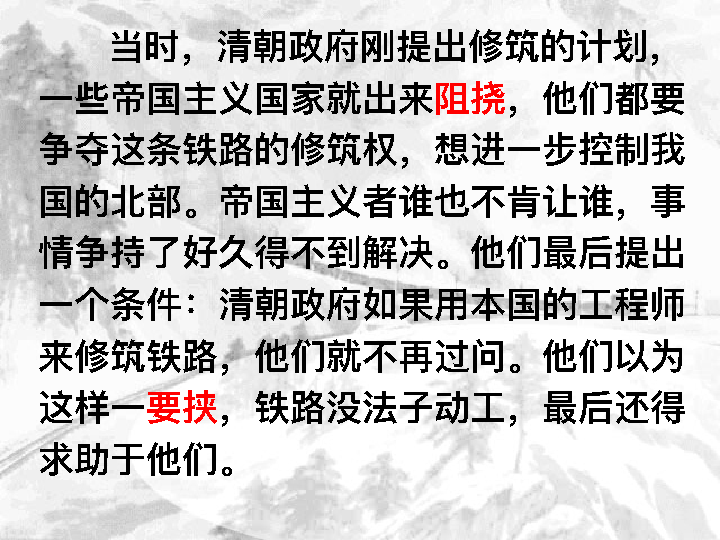 当时，清朝政府刚提出修筑的计划，
一些帝国主义国家就出来阻挠，他们都要
争夺这条铁路的修筑权，想进一步控制我
国的北部。帝国主义者谁也不肯让谁，事
情争持了好久得不到解决。他们最后提出
一个条件：清朝政府如果用本国的工程师
来修筑铁路，他们就不再过问。他们以为
这样一要挟，铁路没法子动工，最后还得
求助于他们。